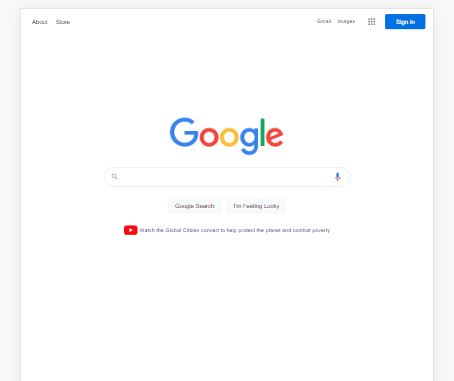 About Store Gmail Images Sign in
Google
Google Search I'm Feeling Lucky
Watch the Global Citizen concert to help protect the planet and combat poverty